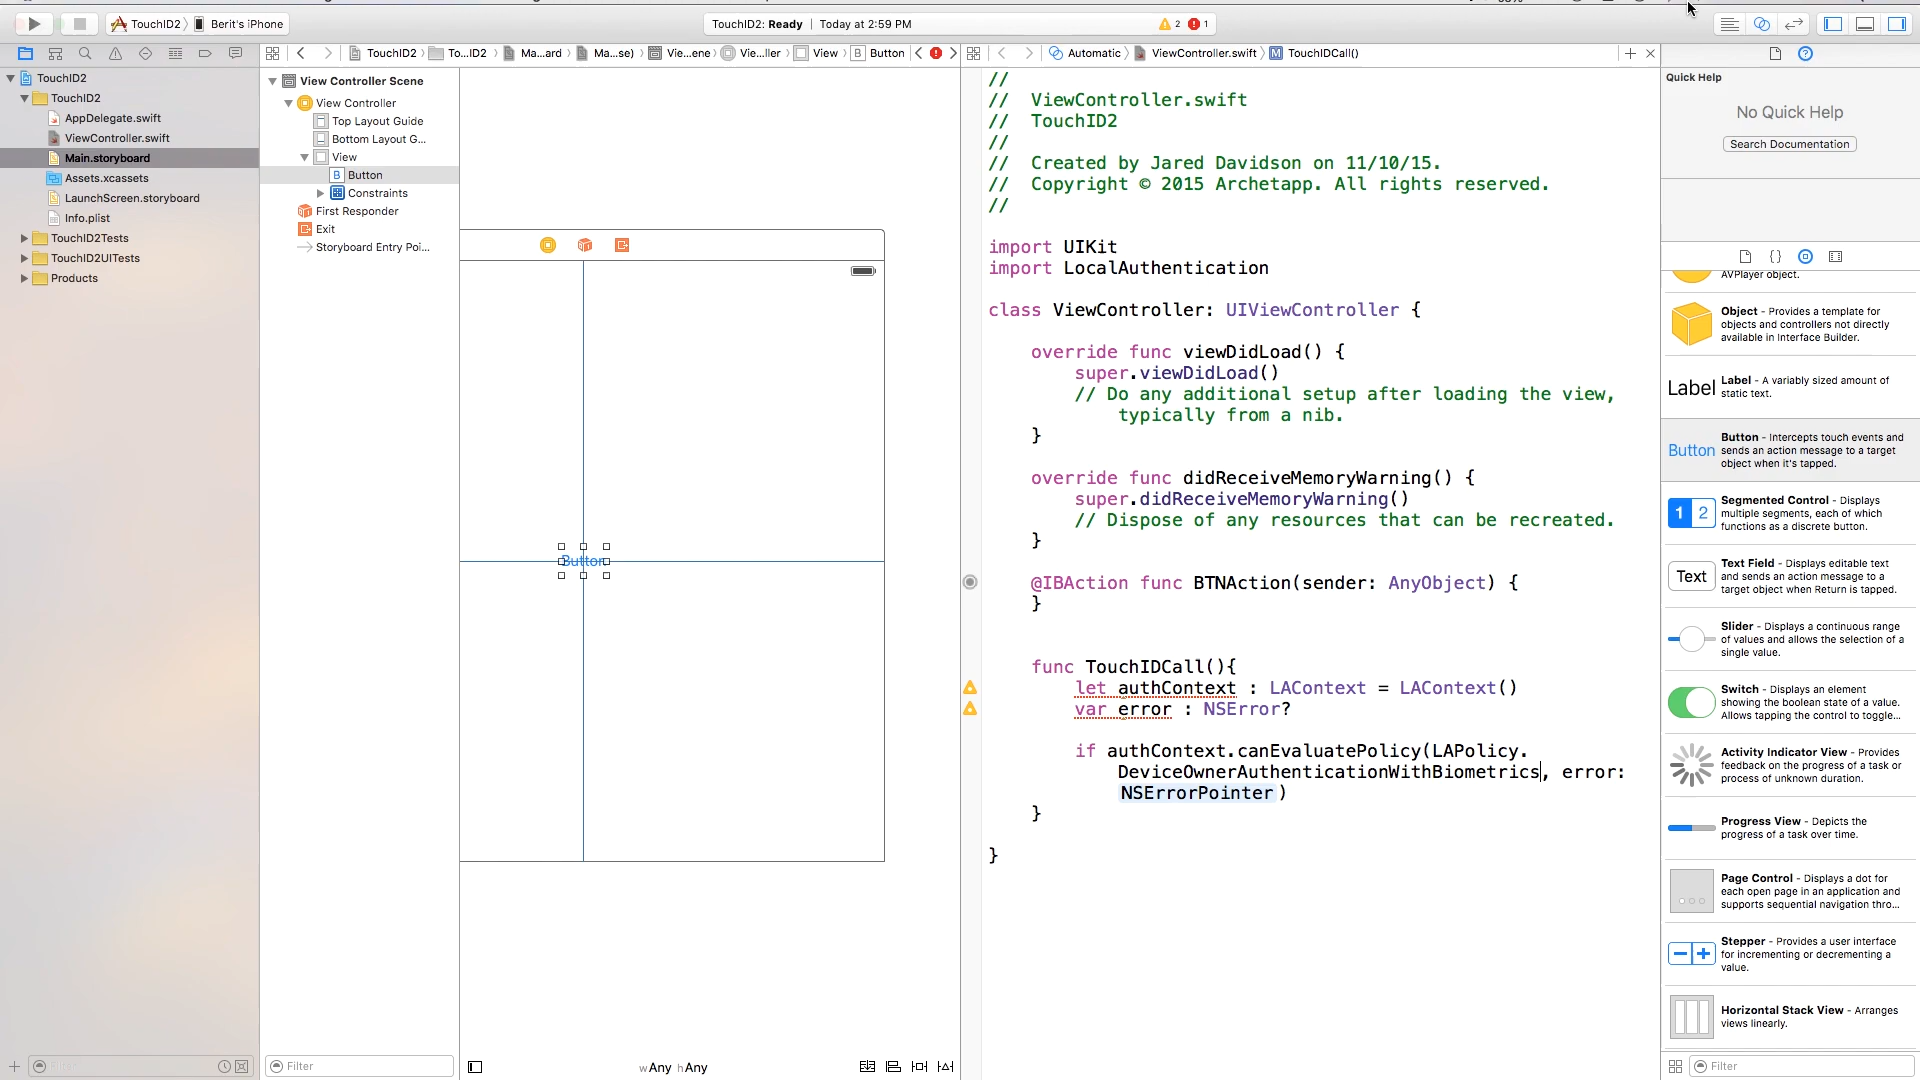 TouchID2
Berit's iPhone
TouchID2: Ready | Today at 2:59 PM
2
1
TouchID2
To...ID2
Ma...ard
Ma...se)
Vie...ene
Vie...ller
View
B Button
Automatic
ViewController.swift
M TouchIDCall()
TouchID2
TouchID2
AppDelegate.swift
ViewController.swift
Main.storyboard
Assets.xcassets
LaunchScreen.storyboard
Info.plist
TouchID2Tests
TouchID2UITests
Products
View Controller Scene
View Controller
Top Layout Guide
Bottom Layout G...
View
B Button
Constraints
First Responder
Exit
Storyboard Entry Poi...
Button
//
// ViewController.swift
// TouchID2
//
// Created by Jared Davidson on 11/10/15.
// Copyright © 2015 Archetapp. All rights reserved.
//
import UIKit
import LocalAuthentication
class ViewController: UIViewController {
override func viewDidLoad() {
super.viewDidLoad()
// Do any additional setup after loading the view,
typically from a nib.
}
override func didReceiveMemoryWarning() {
super.didReceiveMemoryWarning()
// Dispose of any resources that can be recreated.
}
@IBAction func BTNAction(sender: AnyObject) {
}
func TouchIDCall(){
let authContext : LAContext = LAContext()
var error : NSError?
if authContext.canEvaluatePolicy(LAPolicy.
DeviceOwnerAuthenticationWithBiometrics, error:
NSErrorPointer)
}
}
Quick Help
No Quick Help
Search Documentation
AVPlayer object.
Object - Provides a template for
objects and controllers not directly
available in Interface Builder.
Label
Label - A variably sized amount of
static text.
Button
Button - Intercepts touch events and
sends an action message to a target
object when it's tapped.
1 2
Segmented Control - Displays
multiple segments, each of which
functions as a discrete button.
Text
Text Field - Displays editable text
and sends an action message to a
target object when Return is tapped.
Slider - Displays a continuous range
of values and allows the selection of a
single value.
Switch - Displays an element
showing the boolean state of a value.
Allows tapping the control to toggle...
Activity Indicator View - Provides
feedback on the progress of a task or
process of unknown duration.
Progress View - Depicts the
progress of a task over time.
Page Control - Displays a dot for
each open page in an application and
supports sequential navigation thro...
Stepper - Provides a user interface
for incrementing or decrementing a
value.
Horizontal Stack View - Arranges
views linearly.
Filter
Filter
wAny hAny
Filter